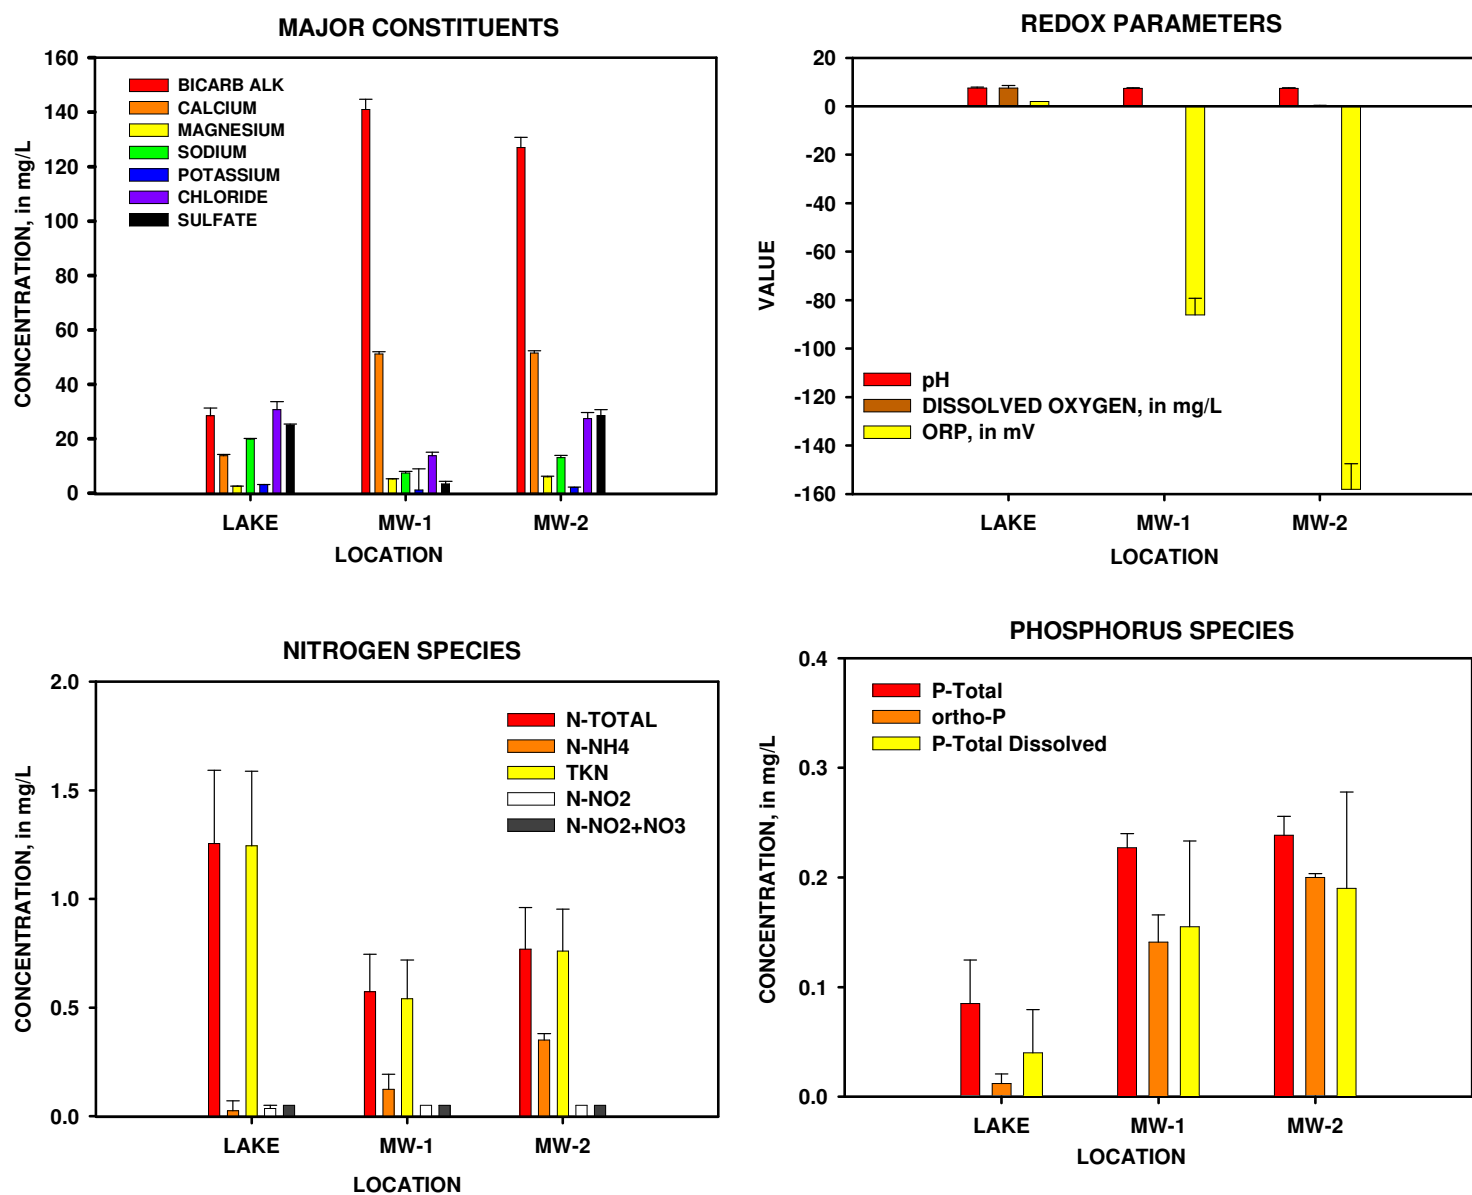 MAJOR CONSTITUENTS
160
140
120
100
80
60
40
20
0
CONCENTRATION, in mg/L
BICARB ALK
CALCIUM
MAGNESIUM
SODIUM
POTASSIUM
CHLORIDE
SULFATE
LAKE MW-1 MW-2
LOCATION
REDOX PARAMETERS
20
0
-20
-40
-60
-80
-100
-120
-140
-160
VALUE
pH
DISSOLVED OXYGEN, in mg/L
ORP, in mV
LAKE MW-1 MW-2
LOCATION
NITROGEN SPECIES
2.0
1.5
1.0
0.5
0.0
CONCENTRATION, in mg/L
N-TOTAL
N-NH4
TKN
N-NO2
N-NO2+NO3
LAKE MW-1 MW-2
LOCATION
PHOSPHORUS SPECIES
0.4
0.3
0.2
0.1
0.0
CONCENTRATION, in mg/L
P-Total
ortho-P
P-Total Dissolved
LAKE MW-1 MW-2
LOCATION